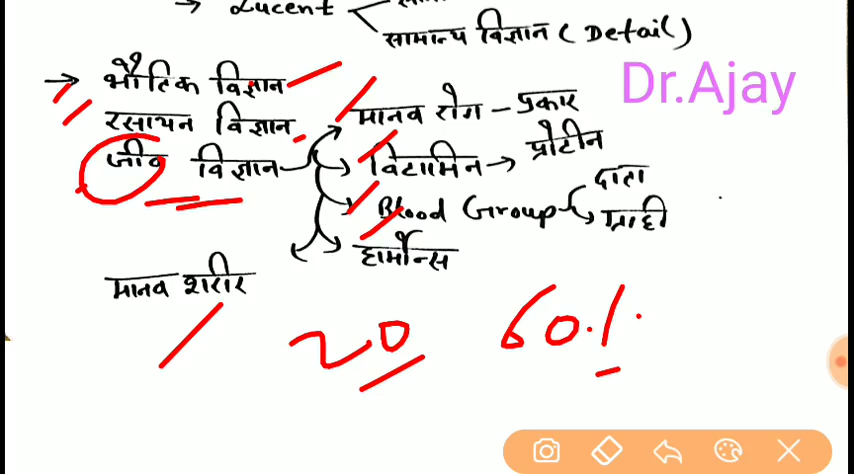 → Lucent
सामान्य विज्ञान ( Detail )
Dr.Ajay
→ भौतिक विज्ञान
रसायन विज्ञान
जीव विज्ञान
मानव रोग - प्रकार
विटामिन → प्रोटीन
Blood Group दाता
ग्राही
हार्मोन्स
मानव शरीर
20 60%